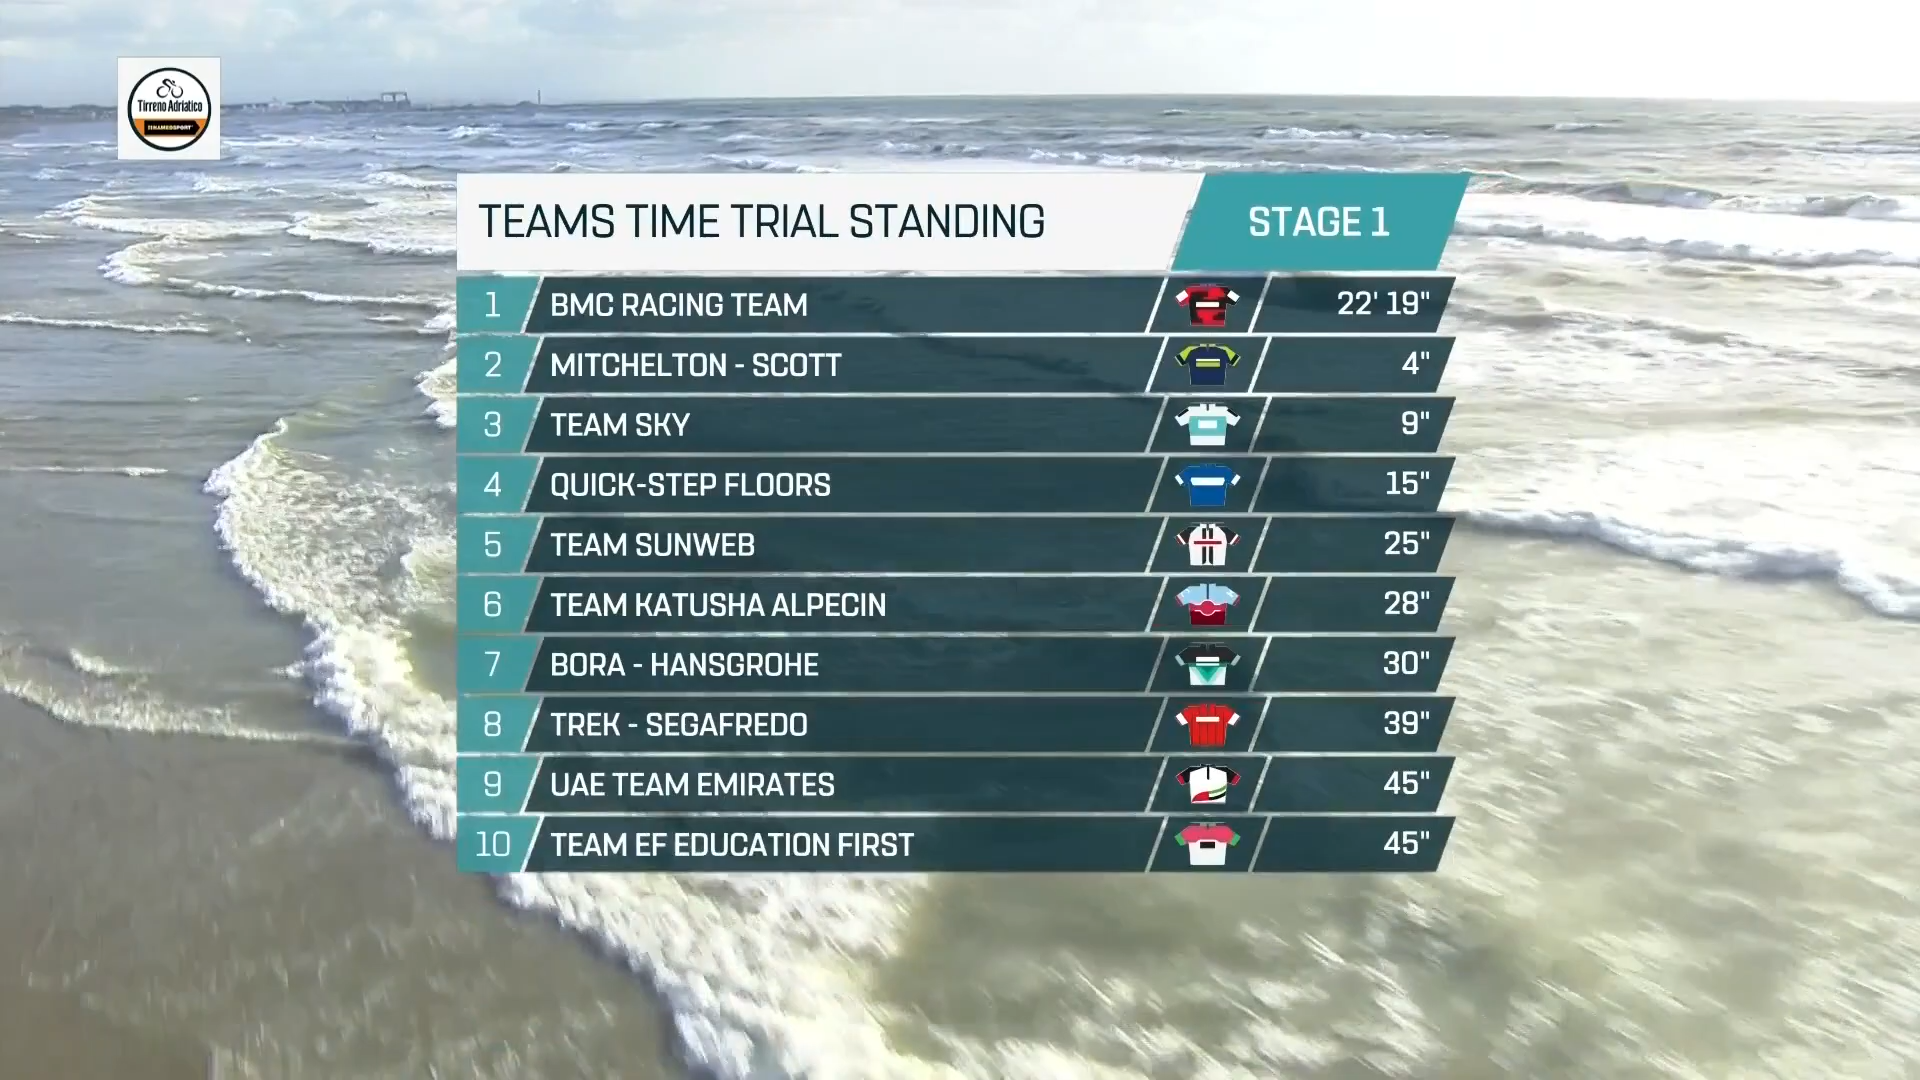 Tirreno Adriatico
NAMEDSPORT
TEAMS TIME TRIAL STANDING
STAGE 1
1 BMC RACING TEAM 22' 19"
2 MITCHELTON - SCOTT 4"
3 TEAM SKY 9"
4 QUICK-STEP FLOORS 15"
5 TEAM SUNWEB 25"
6 TEAM KATUSHA ALPECIN 28"
7 BORA - HANSGROHE 30"
8 TREK - SEGAFREDO 39"
9 UAE TEAM EMIRATES 45"
10 TEAM EF EDUCATION FIRST 45"